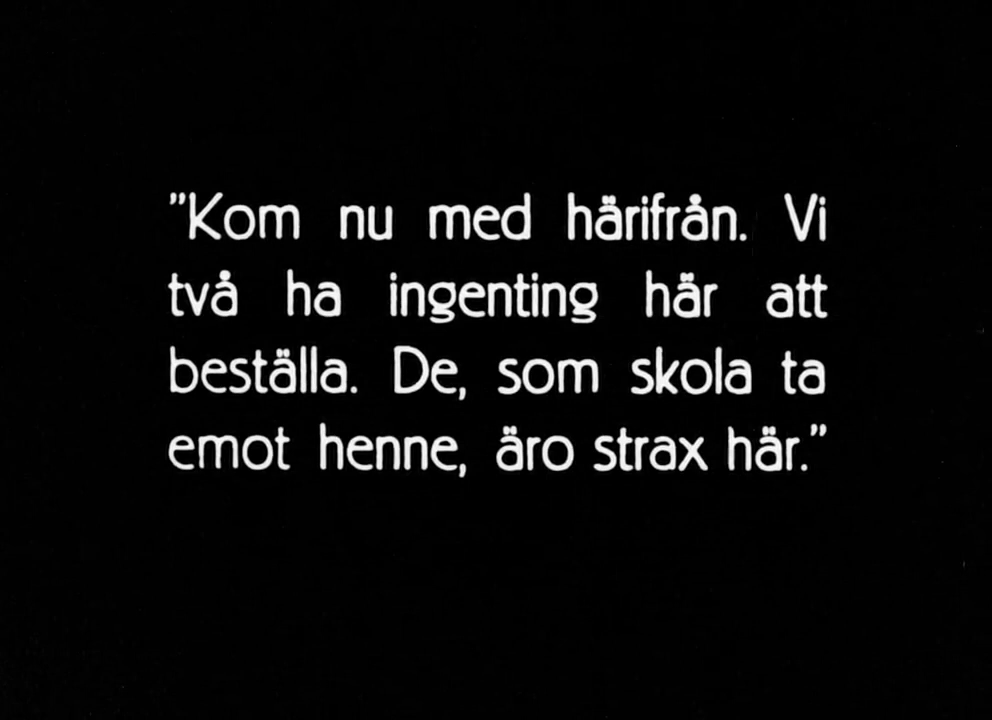 "Kom nu med härifrån. Vi
två ha ingenting här att
beställa. De, som skola ta
emot henne, äro strax här."